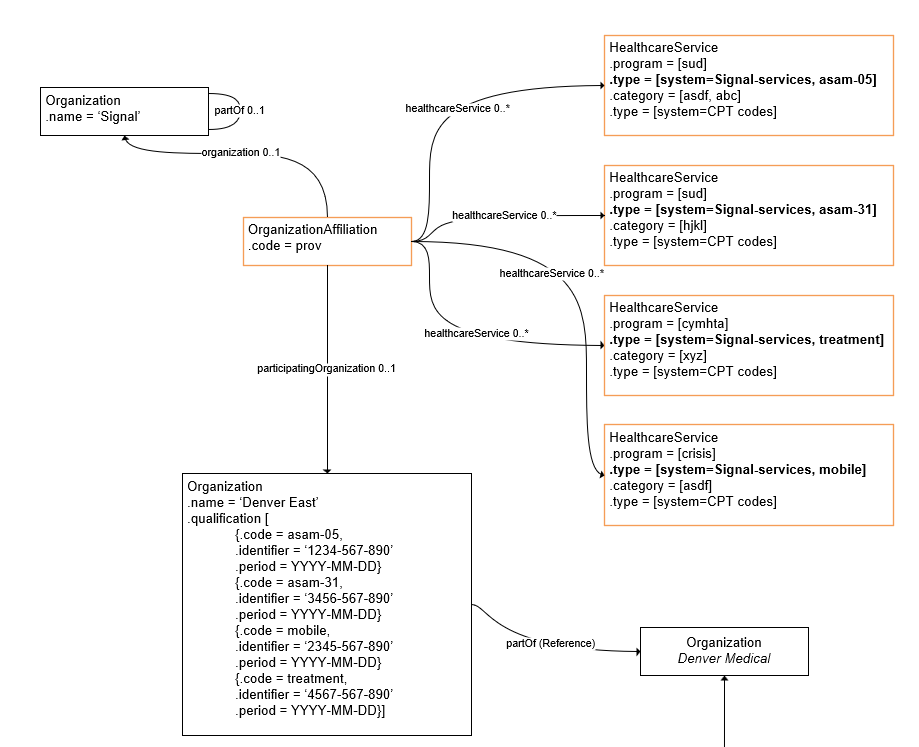 HealthcareService
.program = [sud]
.type = [system=Signal-services, asam-05]
.category = [asdf, abc]
.type = [system=CPT codes]
Organization
.name = ‘Signal’
partOf 0..1
healthcareService 0..*
organization 0..1
HealthcareService
.program = [sud]
.type = [system=Signal-services, asam-31]
.category = [hjkl]
.type = [system=CPT codes]
healthcareService 0..*
OrganizationAffiliation
.code = prov
healthcareService 0..*
HealthcareService
.program = [cymhta]
.type = [system=Signal-services, treatment]
.category = [xyz]
.type = [system=CPT codes]
healthcareService 0..*
participatingOrganization 0..1
HealthcareService
.program = [crisis]
.type = [system=Signal-services, mobile]
.category = [asdf]
.type = [system=CPT codes]
Organization
.name = ‘Denver East’
.qualification [
{.code = asam-05,
.identifier = ‘1234-567-890’
.period = YYYY-MM-DD}
{.code = asam-31,
.identifier = ‘3456-567-890’
.period = YYYY-MM-DD}
{.code = mobile,
.identifier = ‘2345-567-890’
.period = YYYY-MM-DD}
{.code = treatment,
.identifier = ‘4567-567-890’
.period = YYYY-MM-DD}]
partOf (Reference)
Organization
Denver Medical